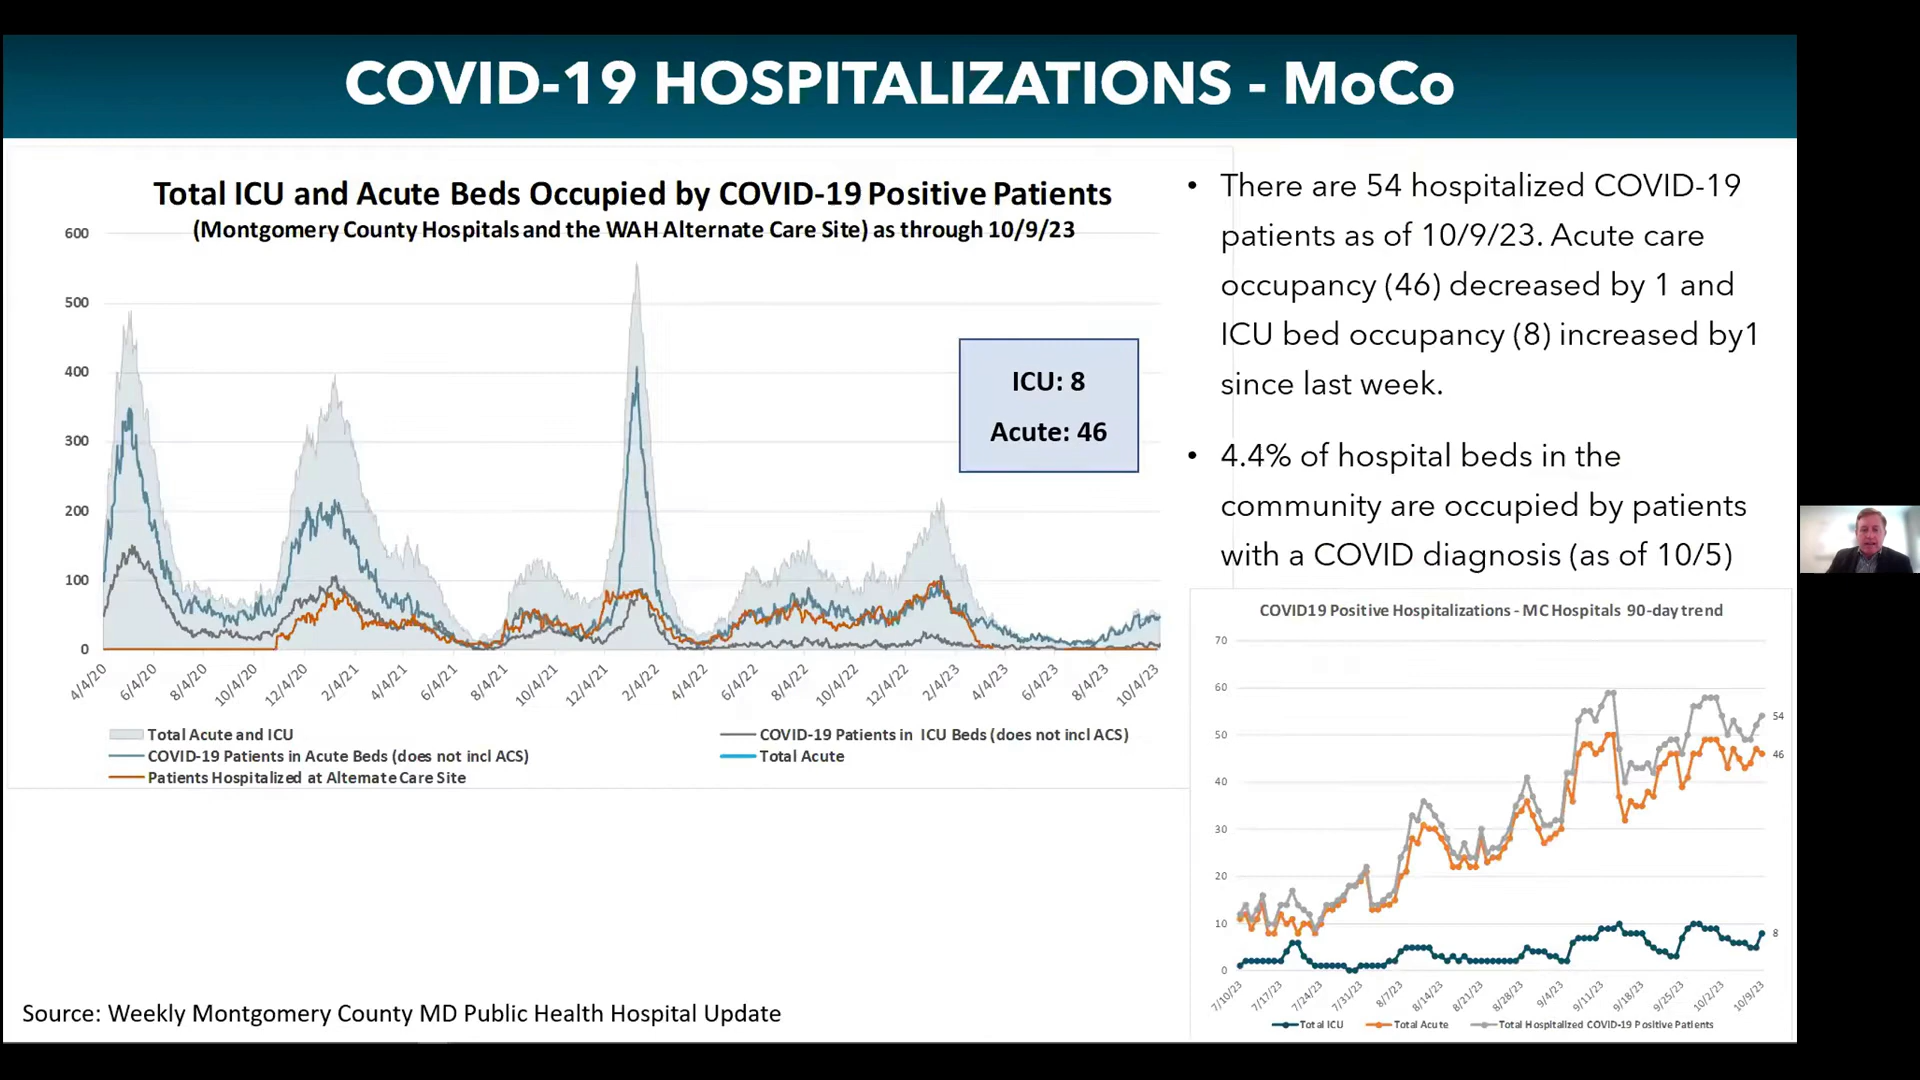 COVID-19 HOSPITALIZATIONS - MoCo
Total ICU and Acute Beds Occupied by COVID-19 Positive Patients
(Montgomery County Hospitals and the WAH Alternate Care Site) as through 10/9/23
600
500
400
300
200
100
0
4/4/20 6/4/20 8/4/20 10/4/20 12/4/20 2/4/21 4/4/21 6/4/21 8/4/21 10/4/21 12/4/21 2/4/22 4/4/22 6/4/22 8/4/22 10/4/22 12/4/22 2/4/23 4/4/23 6/4/23 8/4/23 10/4/23
ICU: 8
Acute: 46
Total Acute and ICU
COVID-19 Patients in ICU Beds (does not incl ACS)
COVID-19 Patients in Acute Beds (does not incl ACS)
Total Acute
Patients Hospitalized at Altemate Care Site
• There are 54 hospitalized COVID-19
patients as of 10/9/23. Acute care
occupancy (46) decreased by 1 and
ICU bed occupancy (8) increased by1
since last week.
• 4.4% of hospital beds in the
community are occupied by patients
with a COVID diagnosis (as of 10/5)
COVID19 Positive Hospitalizations - MC Hospitals 90-day trend
70
60
50
40
30
20
10
0
54
46
8
7/10/23 7/17/23 7/24/23 7/31/23 8/7/23 8/14/23 8/21/23 8/28/23 9/4/23 9/11/23 9/18/23 9/25/23 10/2/23 10/9/23
Total ICU Total Acute Total Hospitalized COVID-19 Positive Patients
Source: Weekly Montgomery County MD Public Health Hospital Update